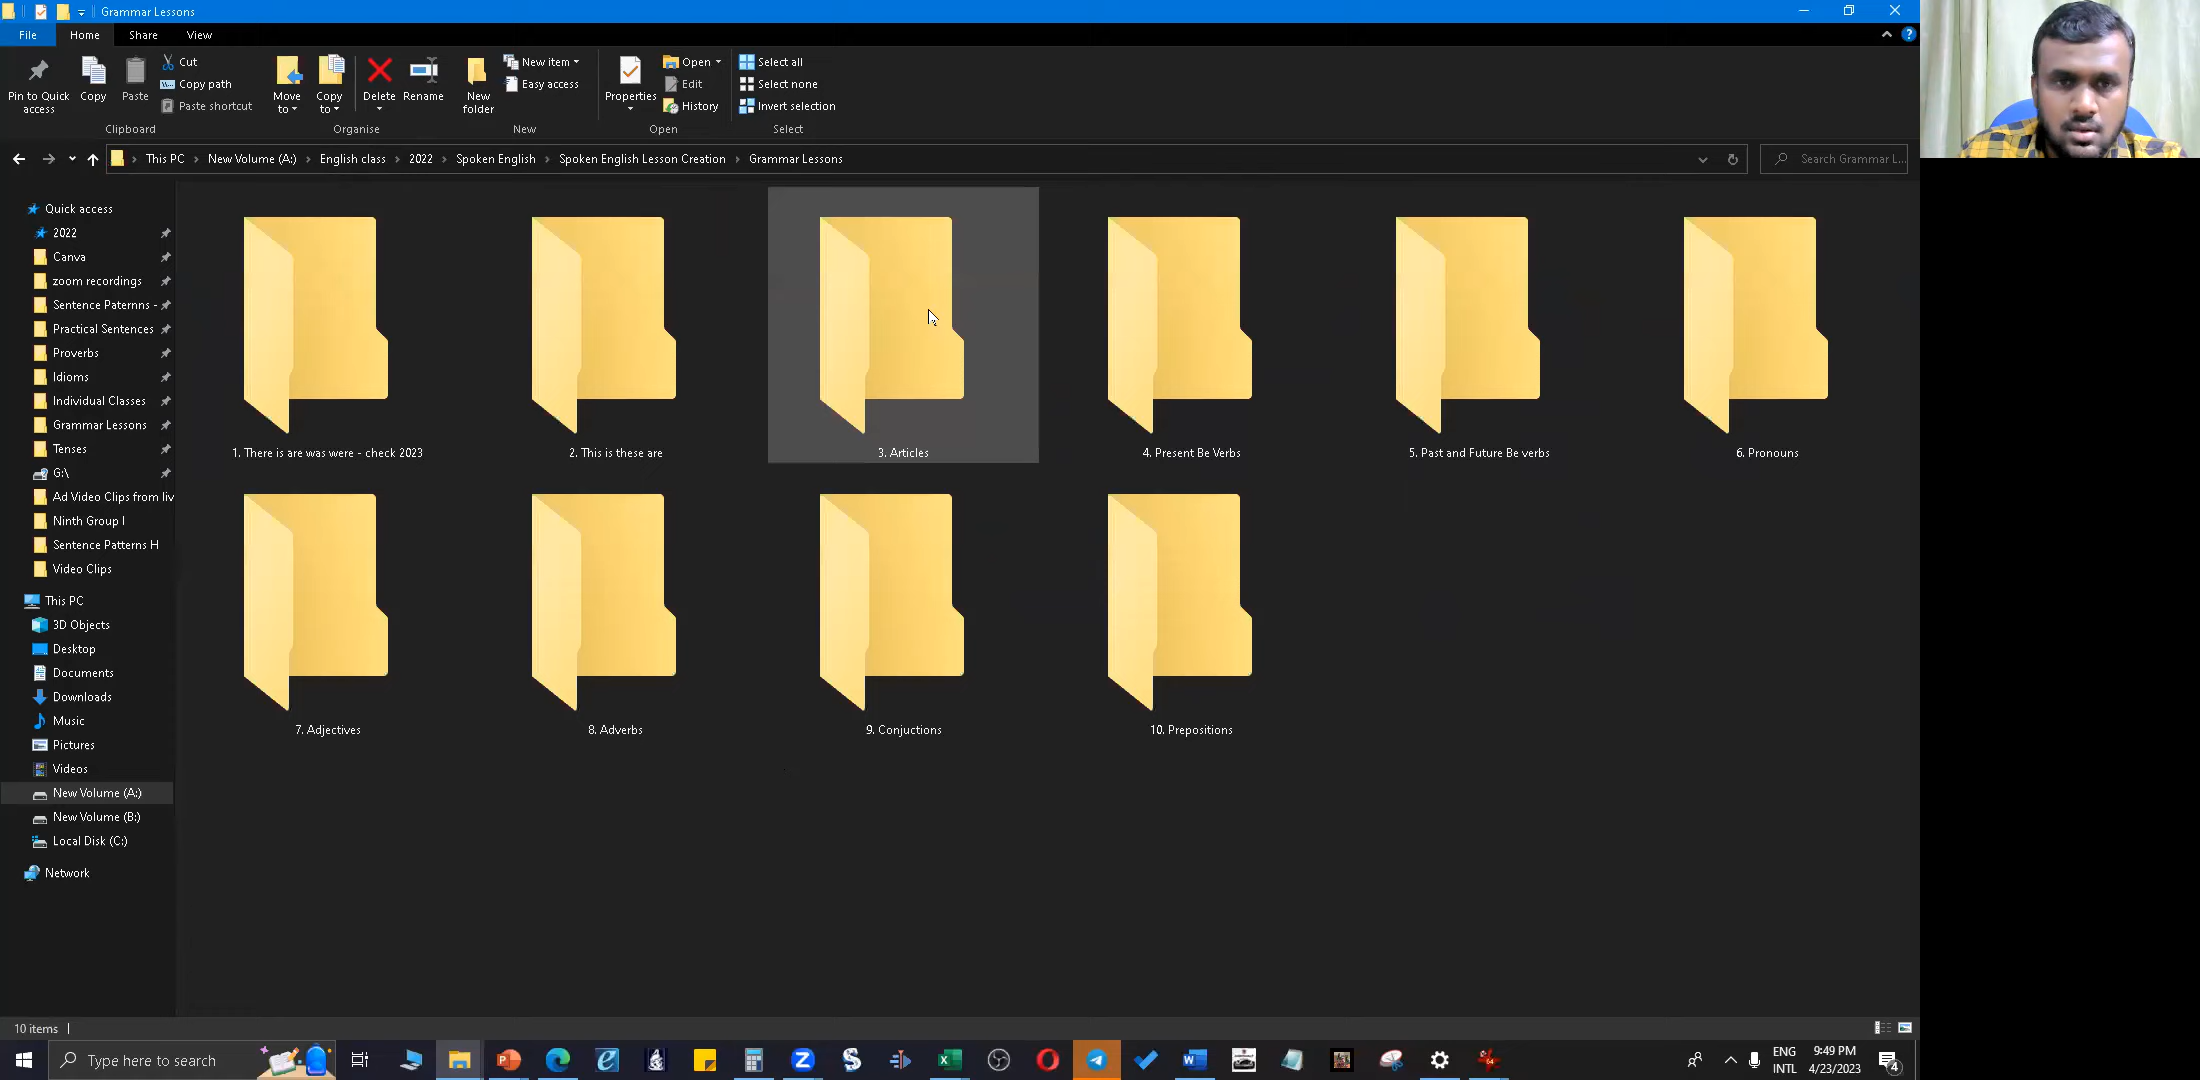 Grammar Lessons
File Home Share View
Pin to Quick access
Copy
Paste
Cut
Copy path
Paste shortcut
Clipboard
Move to
Copy to
Delete
Rename
Organise
New folder
New item
Easy access
New
Properties
Open
Edit
History
Open
Select all
Select none
Invert selection
Select
This PC > New Volume (A:) > English class > 2022 > Spoken English > Spoken English Lesson Creation > Grammar Lessons
Search Grammar L...
Quick access
2022
Canva
zoom recordings
Sentence Paternns -
Practical Sentences
Proverbs
Idioms
Individual Classes
Grammar Lessons
Tenses
G:\
Ad Video Clips from liv
Ninth Group I
Sentence Patterns H
Video Clips
This PC
3D Objects
Desktop
Documents
Downloads
Music
Pictures
Videos
New Volume (A:)
New Volume (B:)
Local Disk (C:)
Network
1. There is are was were - check 2023
2. This is these are
3. Articles
4. Present Be Verbs
5. Past and Future Be verbs
6. Pronouns
7. Adjectives
8. Adverbs
9. Conjuctions
10. Prepositions
10 items
Type here to search
ENG
INTL
9:49 PM
4/23/2023
4